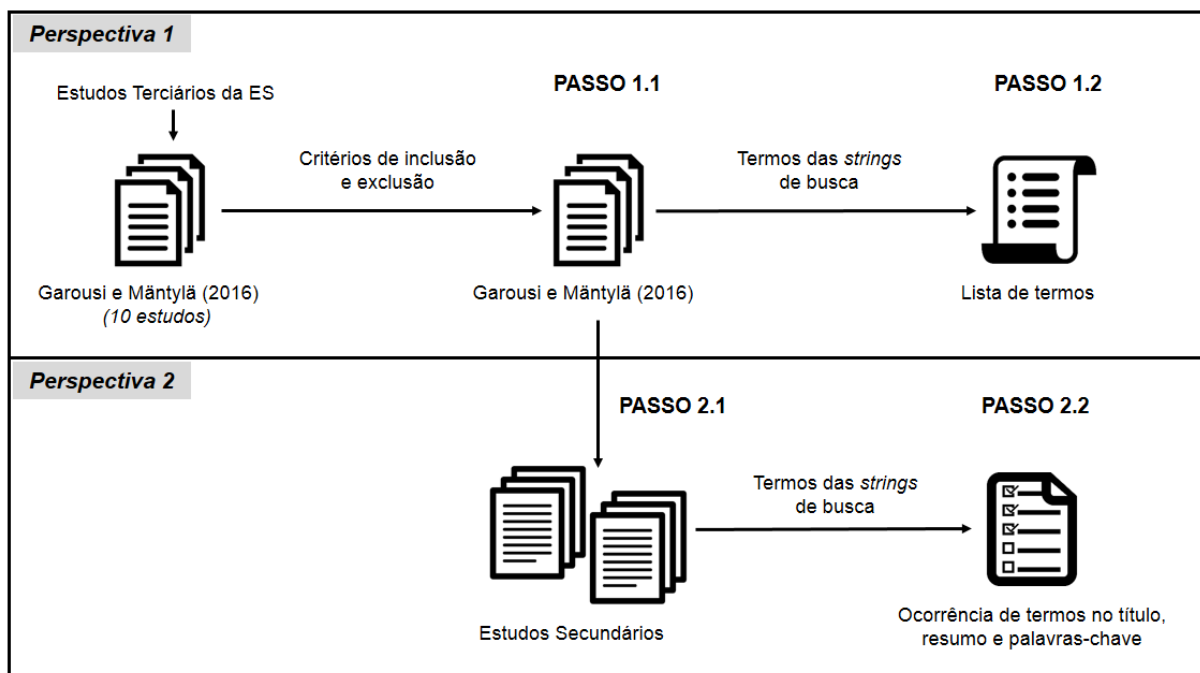 Perspectiva 1
Estudos Terciários da ES
PASSO 1.1
PASSO 1.2
Critérios de inclusão
e exclusão
Termos das strings
de busca
Garousi e Mäntylä (2016)
(10 estudos)
Garousi e Mäntylä (2016)
Lista de termos
Perspectiva 2
PASSO 2.1
PASSO 2.2
Termos das strings
de busca
Estudos Secundários
Ocorrência de termos no título,
resumo e palavras-chave